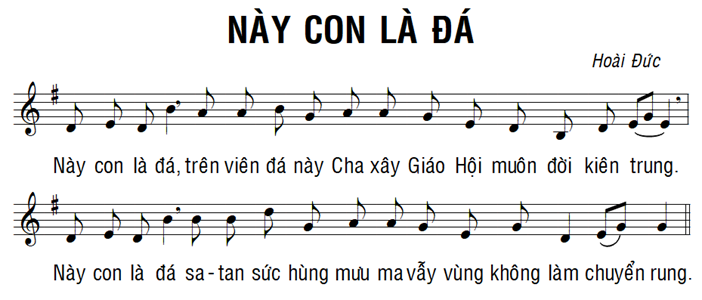 NÀY CON LÀ ĐÁ
Hoài Đức
Này con là đá, trên viên đá này Cha xây Giáo Hội muôn đời kiên trung.
Này con là đá sa-tan sức hùng mưu ma vẫy vùng không làm chuyển rung.